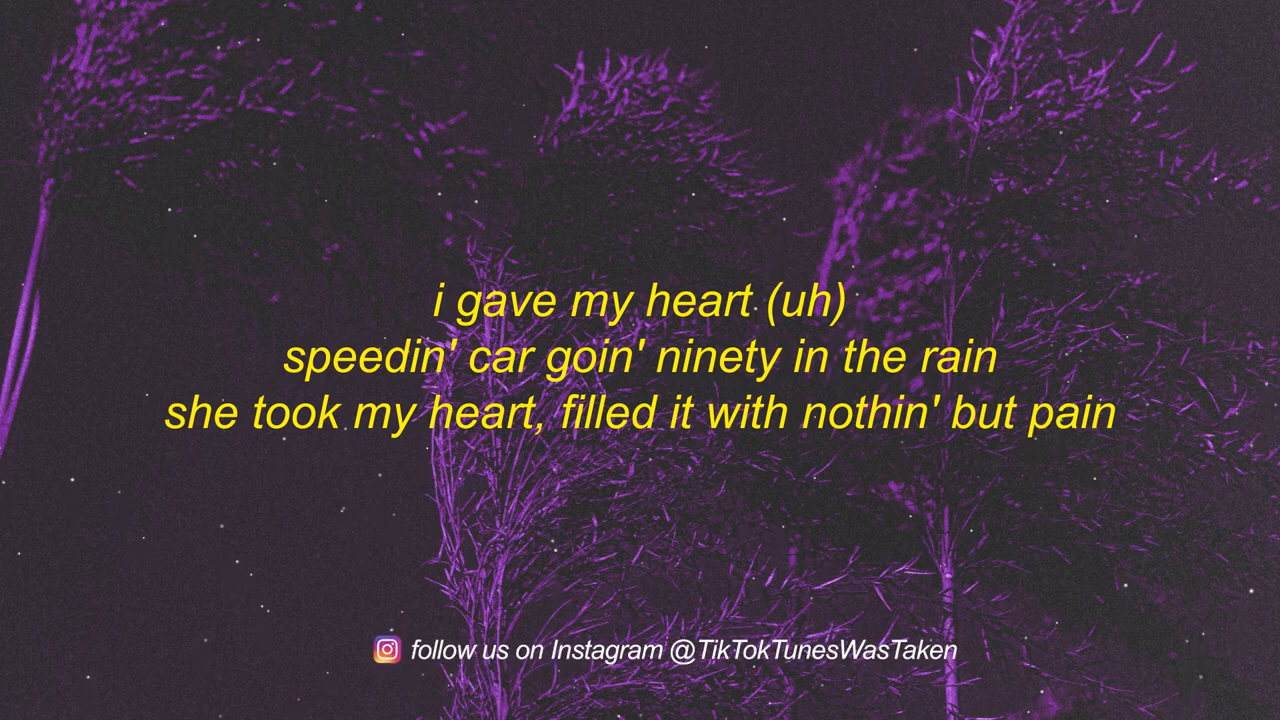 i gave my heart (uh)
speedin' car goin' ninety in the rain
she took my heart, filled it with nothin' but pain
follow us on Instagram @TikTokTunesWasTaken